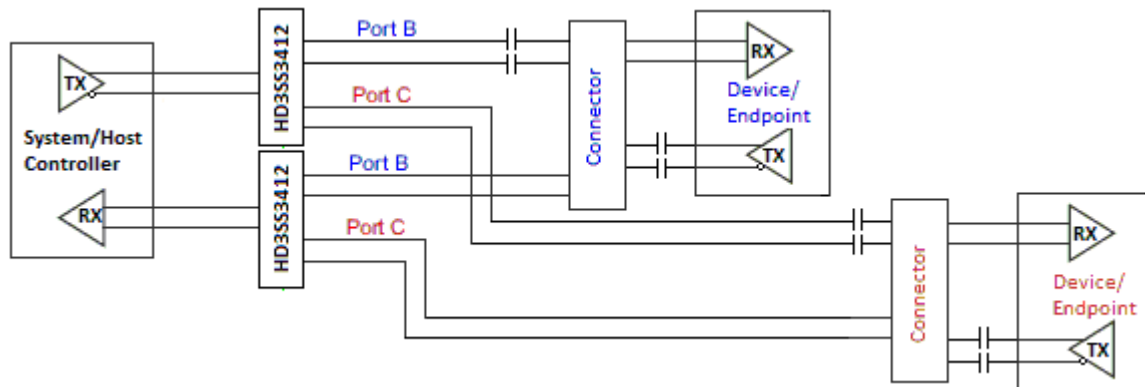 TX
System/Host
Controller
RX
HD3SS3412
HD3SS3412
Port B
Port C
Port B
Port C
Connector
RX
Device/
Endpoint
TX
Connector
RX
Device/
Endpoint
TX